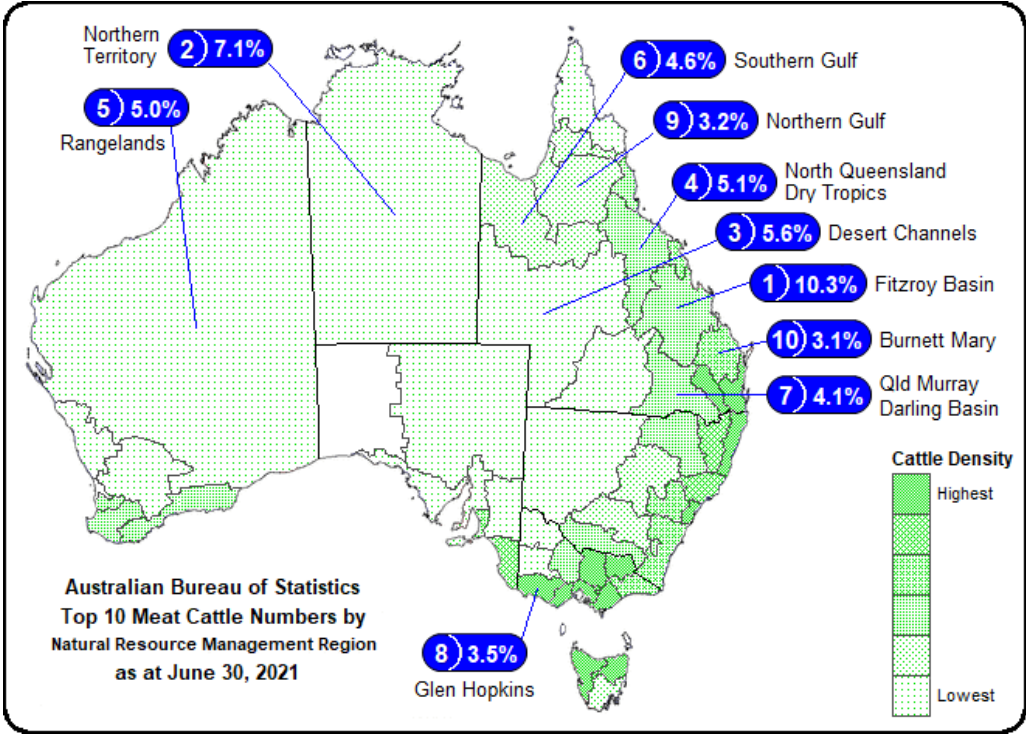 Northern
Territory
2) 7.1%
5) 5.0%
Rangelands
6) 4.6%
Southern Gulf
9) 3.2%
Northern Gulf
4) 5.1%
North Queensland
Dry Tropics
3) 5.6%
Desert Channels
1) 10.3%
Fitzroy Basin
10) 3.1%
Burnett Mary
7) 4.1%
Qld Murray
Darling Basin
Cattle Density
Highest
Lowest
Australian Bureau of Statistics
Top 10 Meat Cattle Numbers by
Natural Resource Management Region
as at June 30, 2021
8) 3.5%
Glen Hopkins